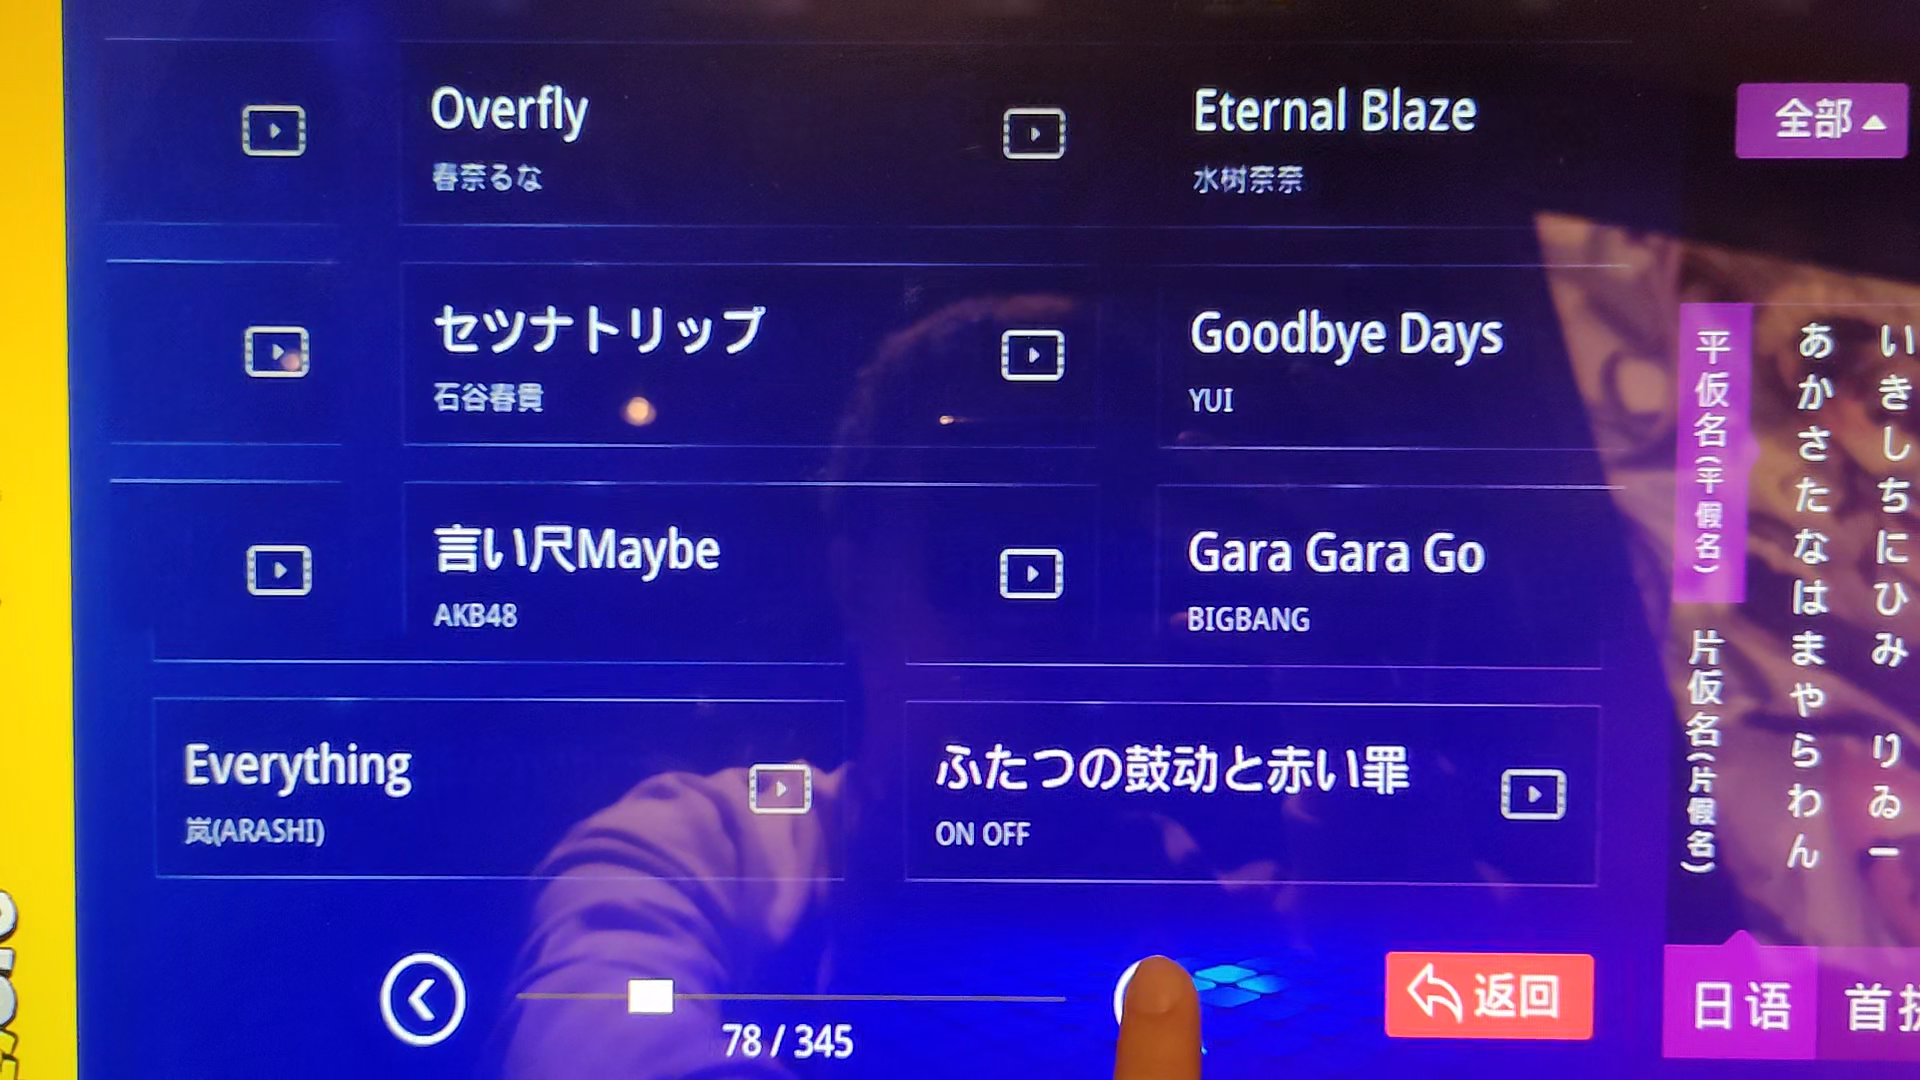 Overfly
春奈るな
Eternal Blaze
水树奈奈
全部
セツナトリップ
石谷春貴
Goodbye Days
YUI
言い尺Maybe
AKB48
Gara Gara Go
BIGBANG
Everything
岚(ARASHI)
ふたつの鼓动と赤い罪
ON OFF
78 / 345
返回
平仮名(平假名)
片仮名(片假名)
あかさたなはまやらわん
いきしちにひみ りゐー
日语
首